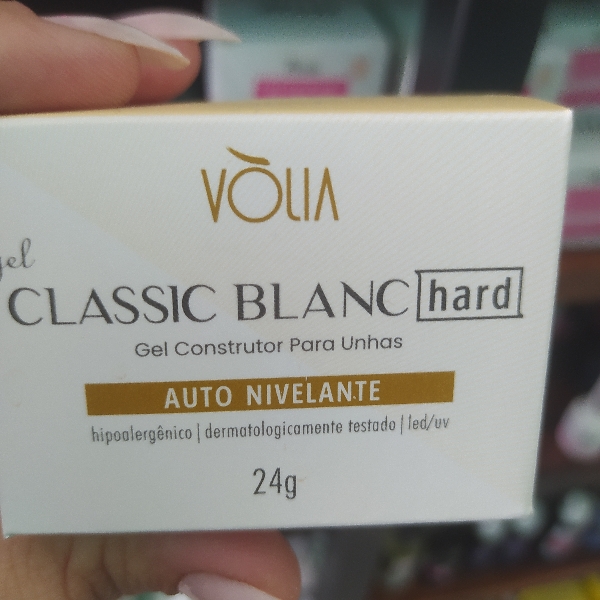 VÒLIA
gel
CLASSIC BLANC hard
Gel Construtor Para Unhas
AUTO NIVELANTE
hipoalergênico | dermatologicamente testado | led/uv
24g